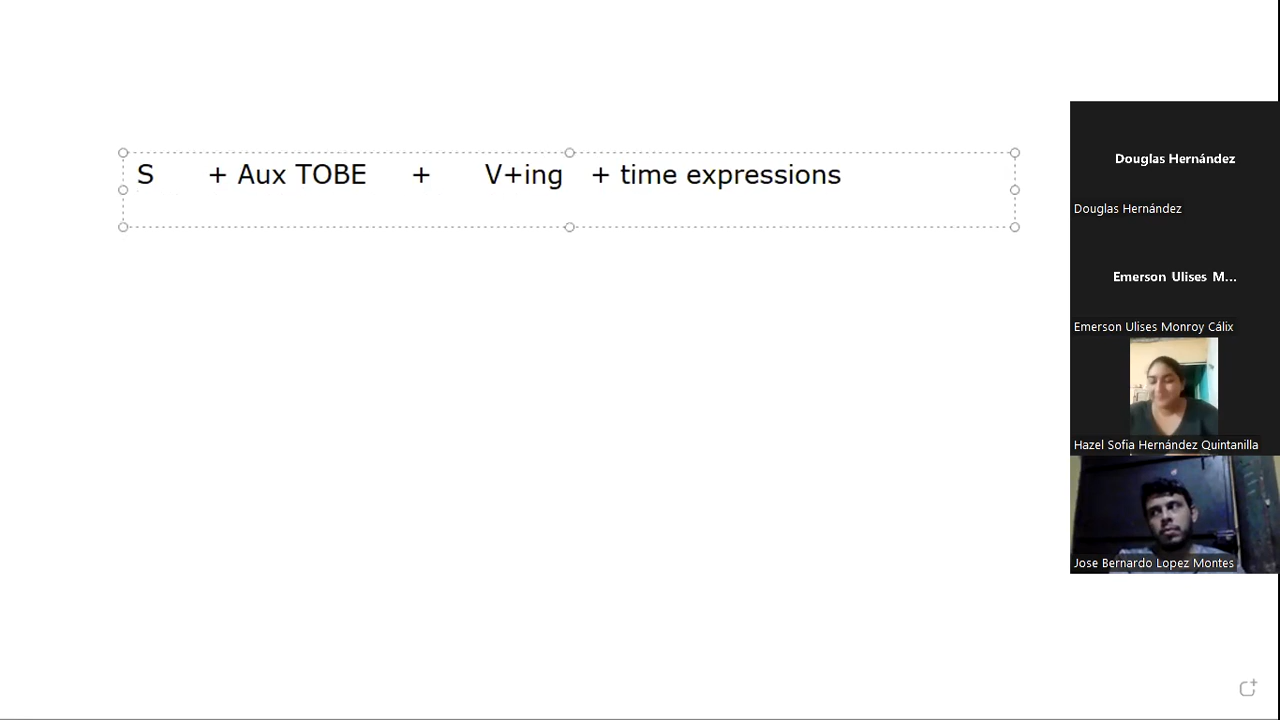 S + Aux TOBE + V+ing + time expressions
Douglas Hernández
Douglas Hernández
Emerson Ulises M...
Emerson Ulises Monroy Cálix
Hazel Sofia Hernández Quintanilla
Jose Bernardo Lopez Montes